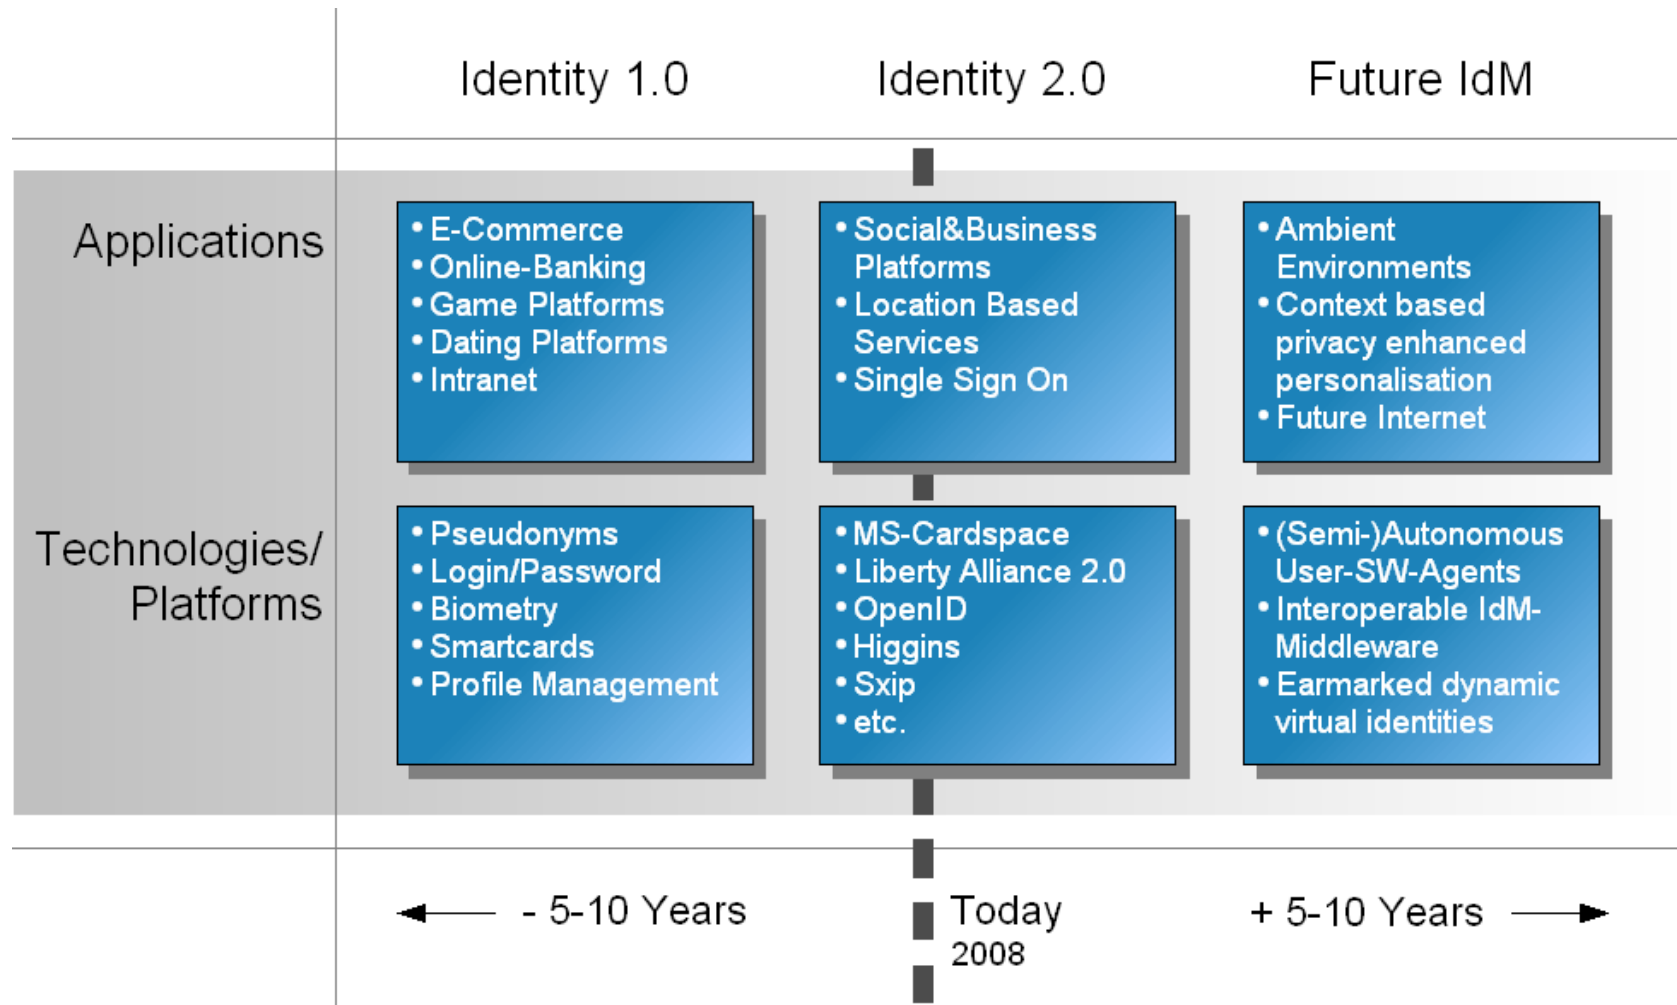 Identity 1.0
Identity 2.0
Future IdM
Applications
• E-Commerce
• Online-Banking
• Game Platforms
• Dating Platforms
• Intranet
• Social&Business
Platforms
• Location Based
Services
• Single Sign On
• Ambient
Environments
• Context based
privacy enhanced
personalisation
• Future Internet
Technologies/
Platforms
• Pseudonyms
• Login/Password
• Biometry
• Smartcards
• Profile Management
• MS-Cardspace
• Liberty Alliance 2.0
• OpenID
• Higgins
• Sxip
• etc.
• (Semi-)Autonomous
User-SW-Agents
• Interoperable IdM-
Middleware
• Earmarked dynamic
virtual identities
- 5-10 Years
Today
2008
+ 5-10 Years